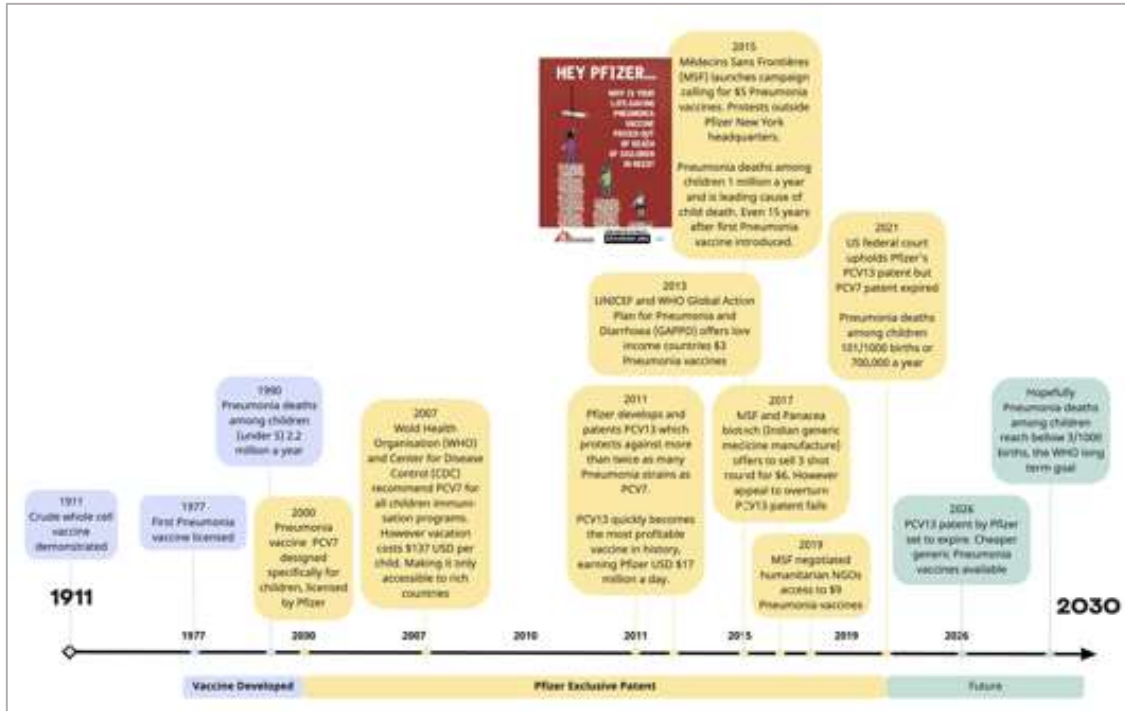 HEY PFIZER...
WHY IS YOUR
LIFE-SAVING
PNEUMONIA
VACCINE
PRICED OUT
OF REACH
OF CHILDREN
IN NEED?
2015
Médecins Sans Frontières
(MSF) launches campaign
calling for $5 Pneumonia
vaccines. Protests outside
Pfizer New York
headquarters.
Pneumonia deaths among
children 1 million a year
and is leading cause of
child death. Even 15 years
after first Pneumonia
vaccine introduced.
2021
US federal court
upholds Pfizer's
PCV13 patent but
PCV7 patent expired
Pneumonia deaths
among children
101/1000 births or
700,000 a year
2013
UNICEF and WHO Global Action
Plan for Pneumonia and
Diarrhoea (GAPPD) offers low
income countries $3
Pneumonia vaccines
1990
Pneumonia deaths
among children
(under 5) 2.2
million a year
2007
Wold Health
Organisation (WHO)
and Center for Disease
Control (CDC)
recommend PCV7 for
all children immuni-
sation programs.
However vacation
costs $137 USD per
child. Making it only
accessible to rich
countries
2011
Pfizer develops and
patents PCV13 which
protects against more
than twice as many
Pneumonia strains as
PCV7.
PCV13 quickly becomes
the most profitable
vaccine in history,
earning Pfizer USD $17
million a day.
2017
MSF and Panacea
biotech (Indian generic
medicine manufacture)
offers to sell 3 shot
round for $6. However
appeal to overturn
PCV13 patent fails
Hopefully
Pneumonia deaths
among children
reach bellow 3/1000
births, the WHO long
term goal
1911
Crude whole cell
vaccine
demonstrated
1977
First Pneumonia
vaccine licensed
2000
Pneumonia
vaccine PCV7
designed
specifically for
children, licensed
by Pfizer
2019
MSF negotiated
humanitarian NGOs
access to $9
Pneumonia vaccines
2026
PCV13 patent by Pfizer
set to expire. Cheaper
generic Pneumonia
vaccines available
1911
2030
1977 2000 2007 2010 2011 2015 2019 2026
Vaccine Developed Pfizer Exclusive Patent Future